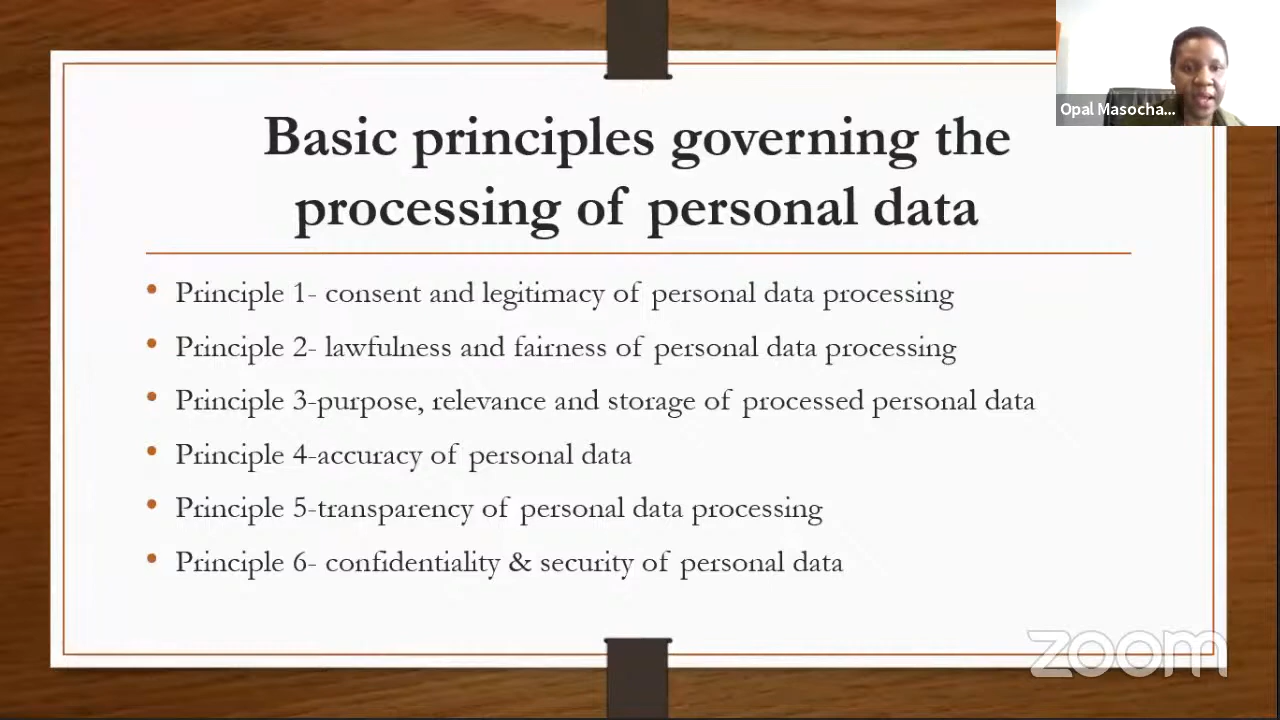 Opal Masocha...
Basic principles governing the
processing of personal data
• Principle 1- consent and legitimacy of personal data processing
• Principle 2- lawfulness and fairness of personal data processing
• Principle 3-purpose, relevance and storage of processed personal data
• Principle 4-accuracy of personal data
• Principle 5-transparency of personal data processing
• Principle 6- confidentiality & security of personal data
zoom